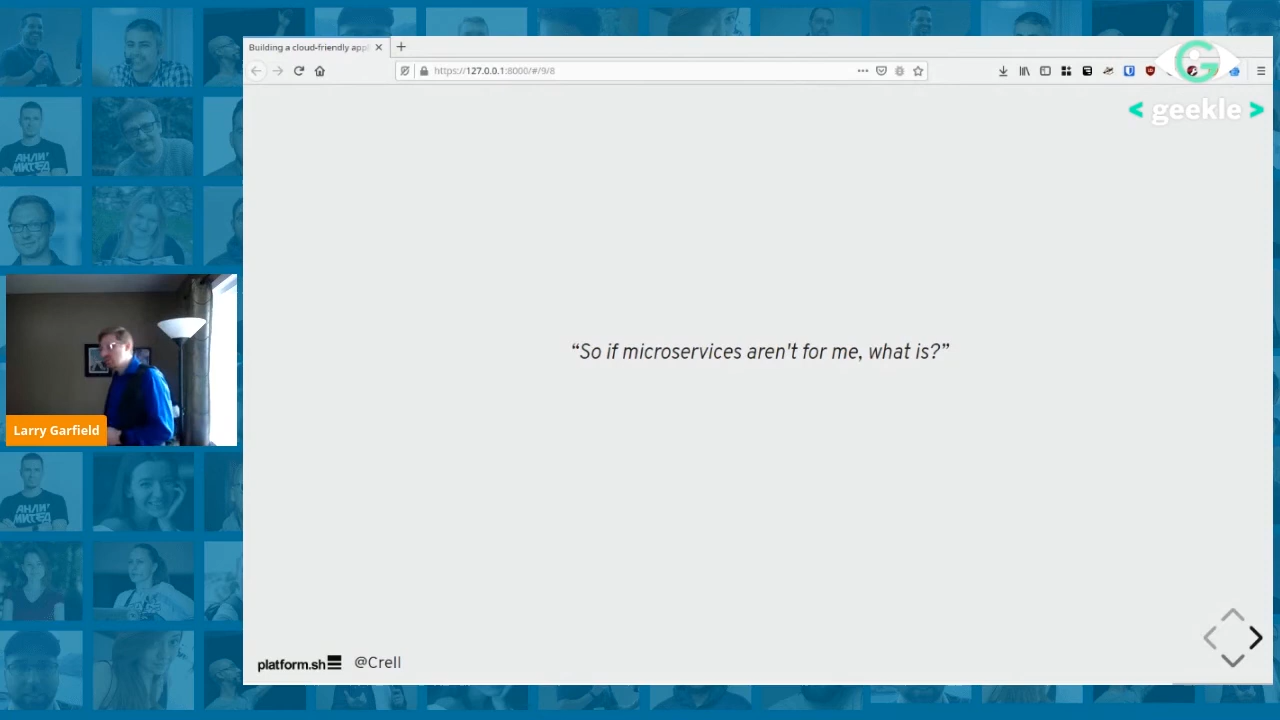 Building a cloud-friendly appl
https://127.0.0.1:8000/#/9/8
G
< geekle >
“So if microservices aren't for me, what is?”
Larry Garfield
platform.sh
@Crell